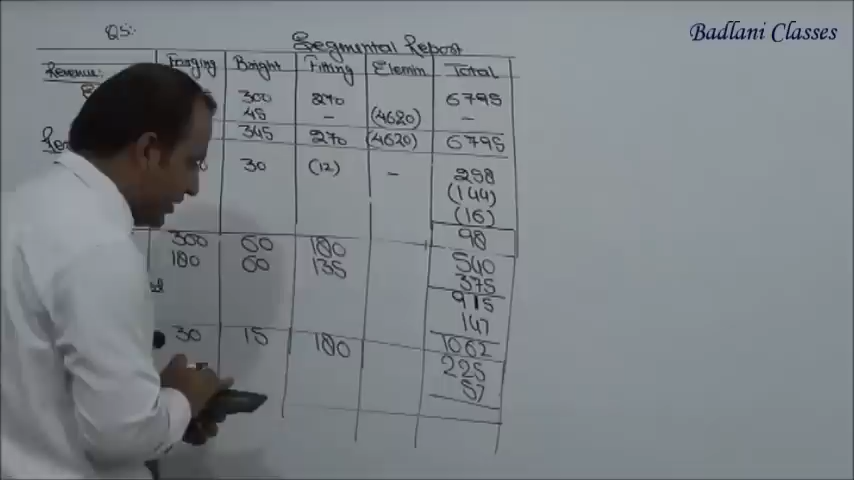 Badlani Classes
Q5:-
Segmental Report
Forging Bright Fitting Elemin Total
Revenue:
300 270 6795
45 - (4620) -
345 270 (4620) 6795
30 (12) - 258
(144)
(16)
98
300 60 180 540
180 60 135 375
915
147
30 15 180 1062
225
57